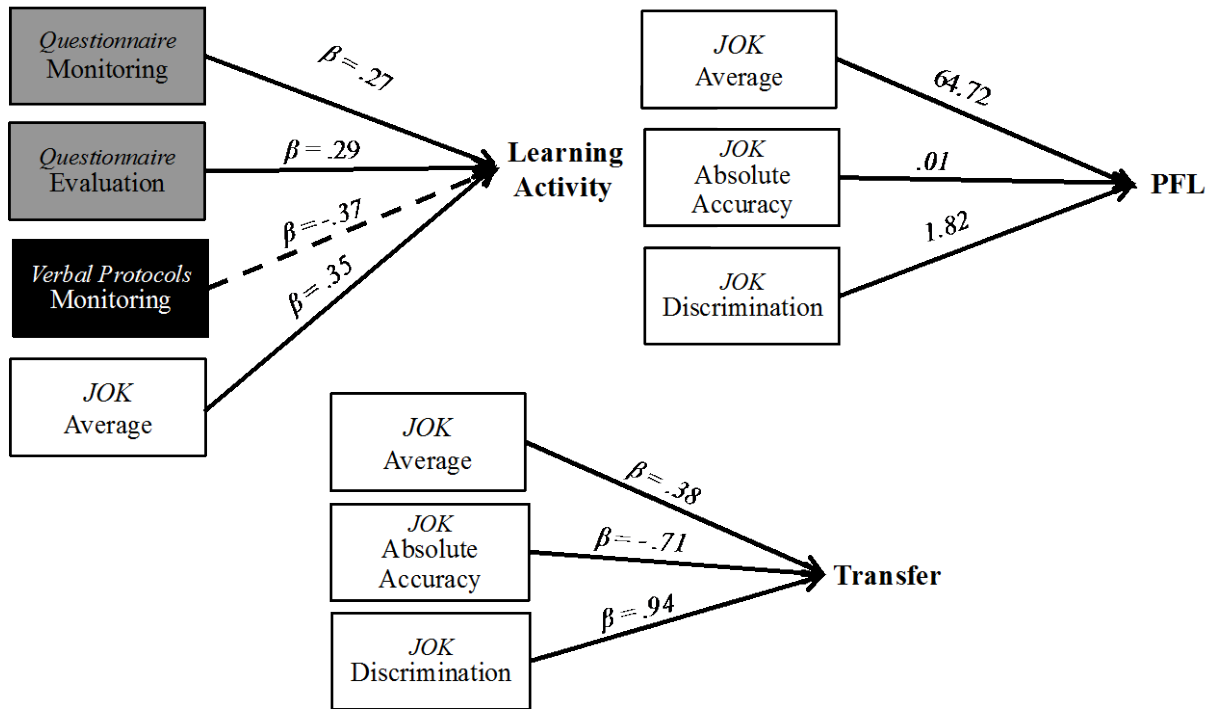 Questionnaire
Monitoring
β = .27
Questionnaire
Evaluation
β = .29
Verbal Protocols
Monitoring
β = -.37
JOK
Average
β = .35
Learning
Activity
JOK
Average
64.72
JOK
Absolute
Accuracy
.01
JOK
Discrimination
1.82
PFL
JOK
Average
β = .38
JOK
Absolute
Accuracy
β = -.71
JOK
Discrimination
β = .94
Transfer